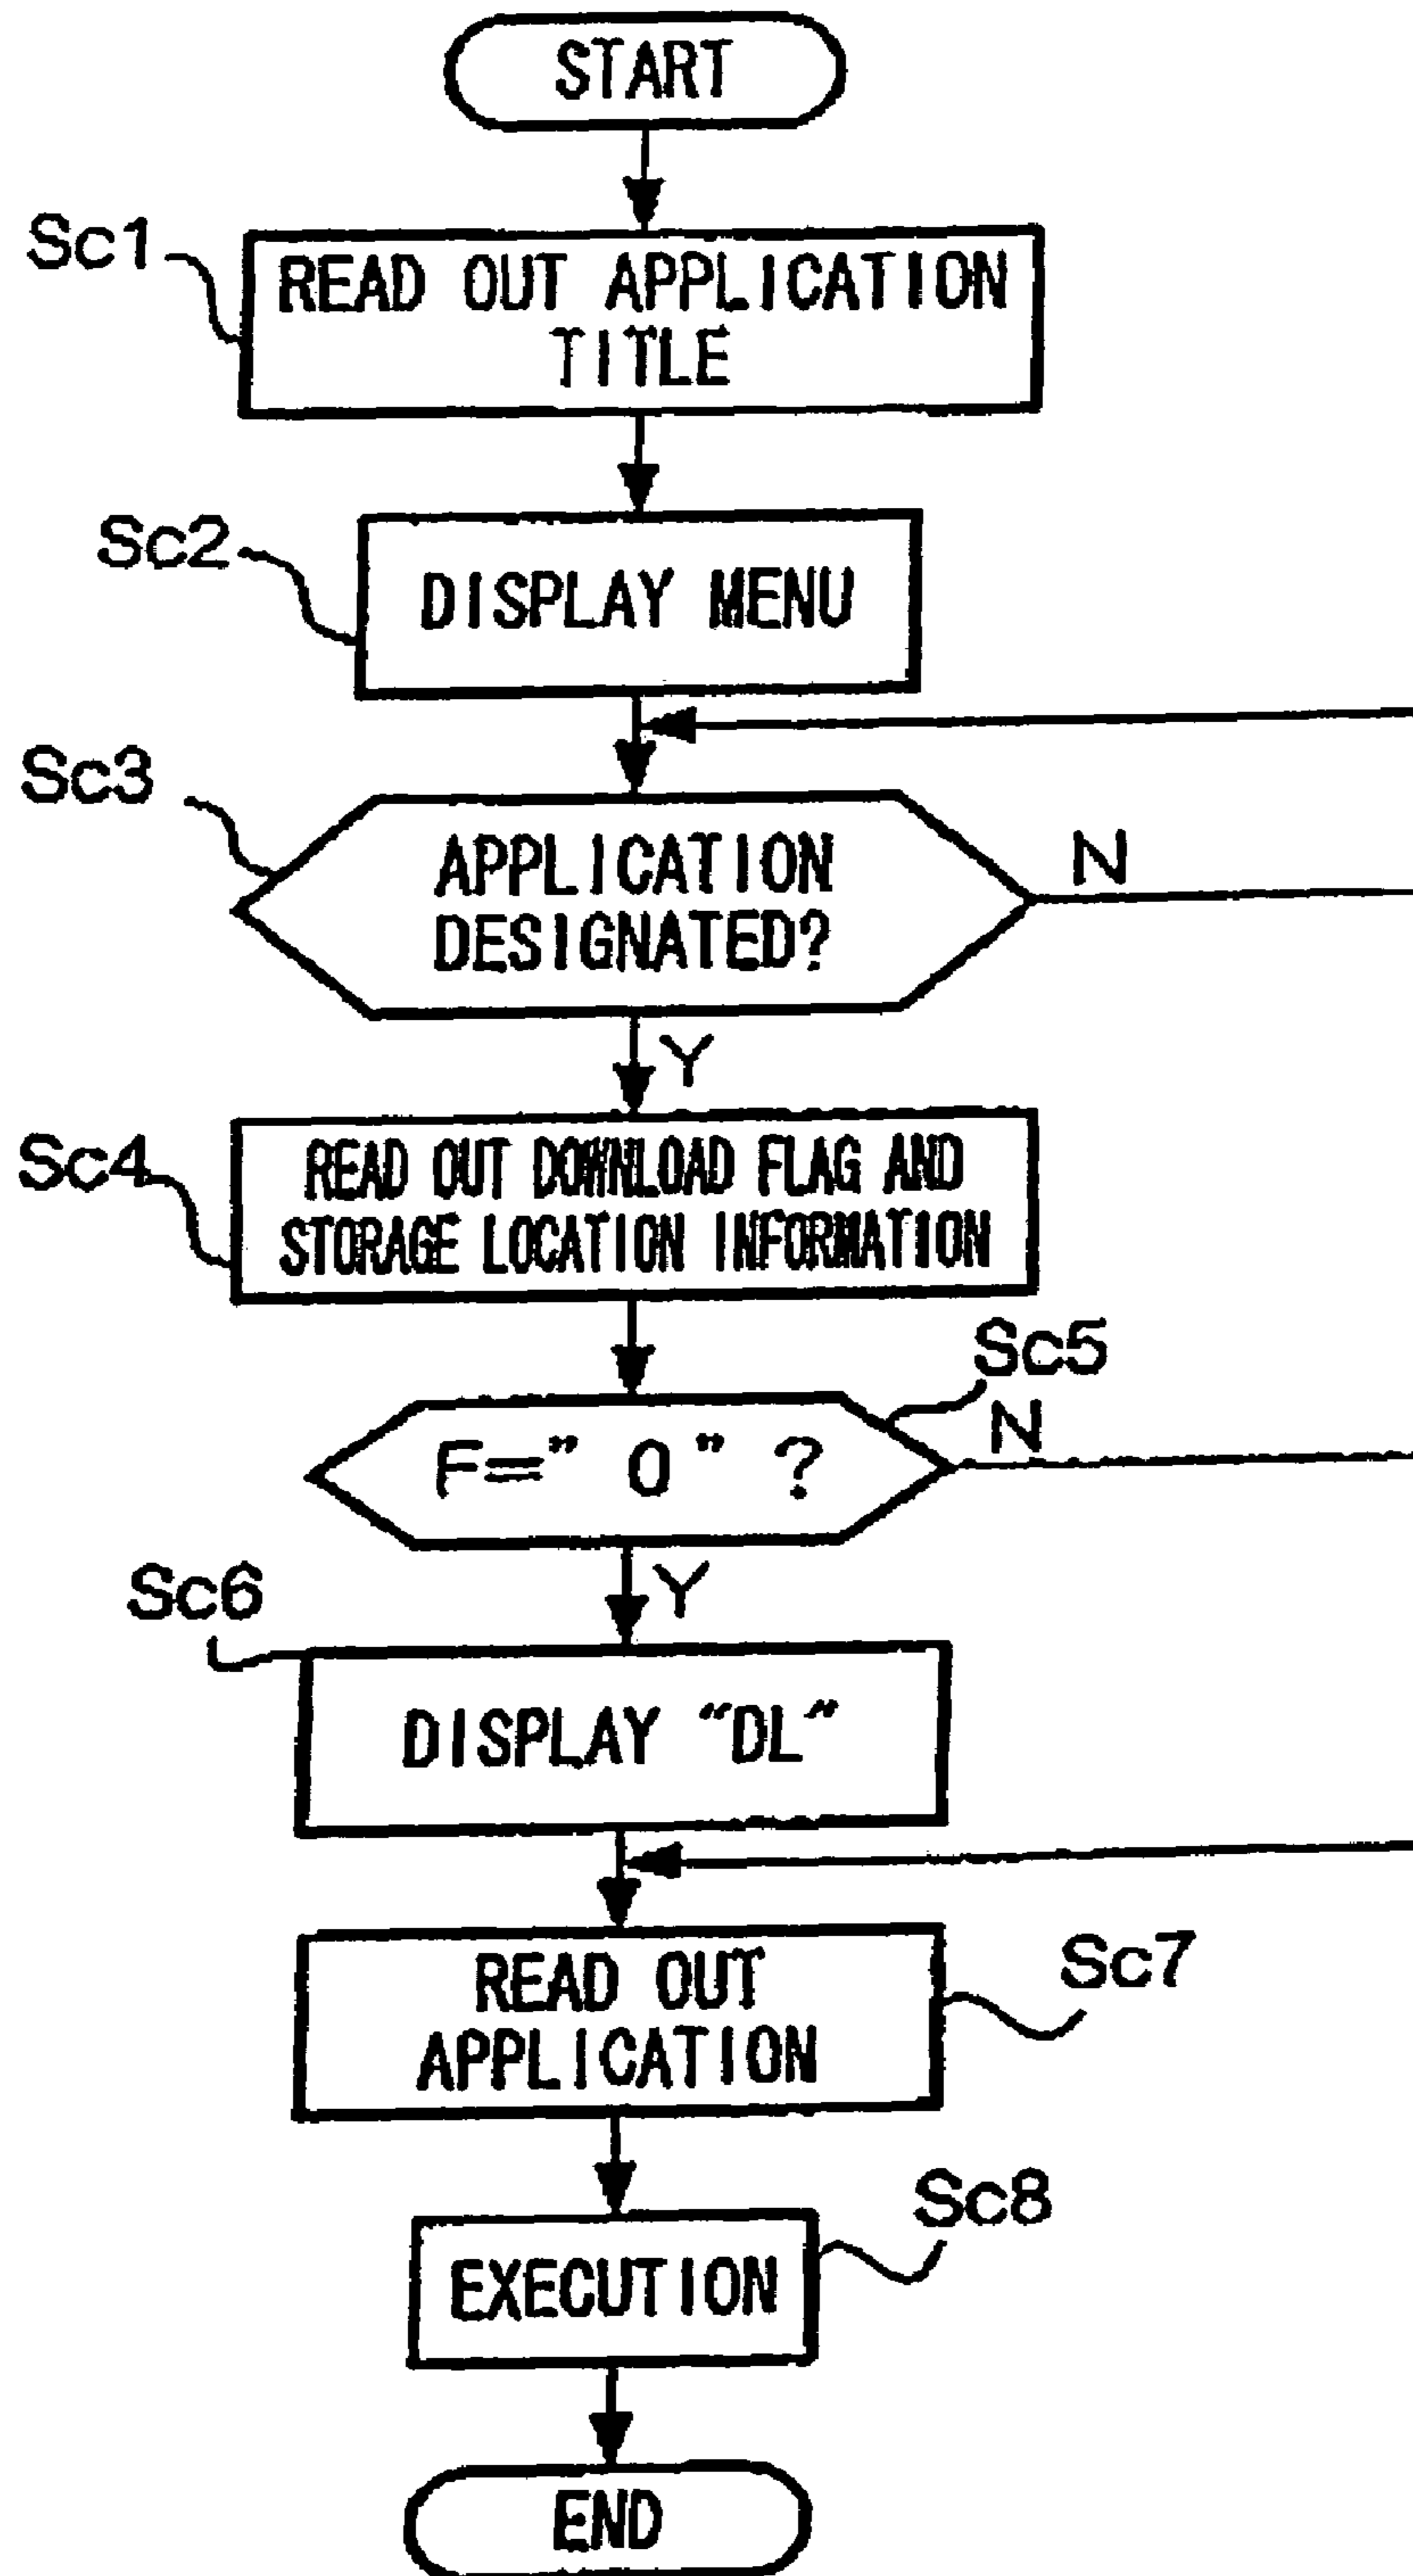 START
Sc1
READ OUT APPLICATION
TITLE
Sc2
DISPLAY MENU
Sc3
APPLICATION
DESIGNATED?
N
Y
Sc4
READ OUT DOWNLOAD FLAG AND
STORAGE LOCATION INFORMATION
Sc5
F=" 0 " ?
N
Y
Sc6
DISPLAY "DL"
READ OUT
APPLICATION
Sc7
Sc8
EXECUTION
END